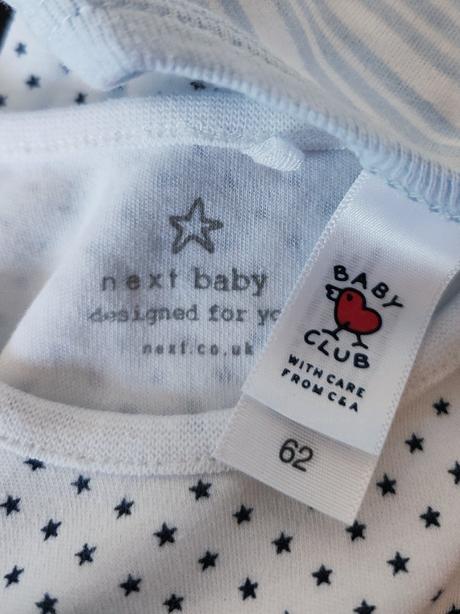 next baby
designed for yo
next.co.uk
BABY
CLUB
WITH CARE
FROM C&A
62